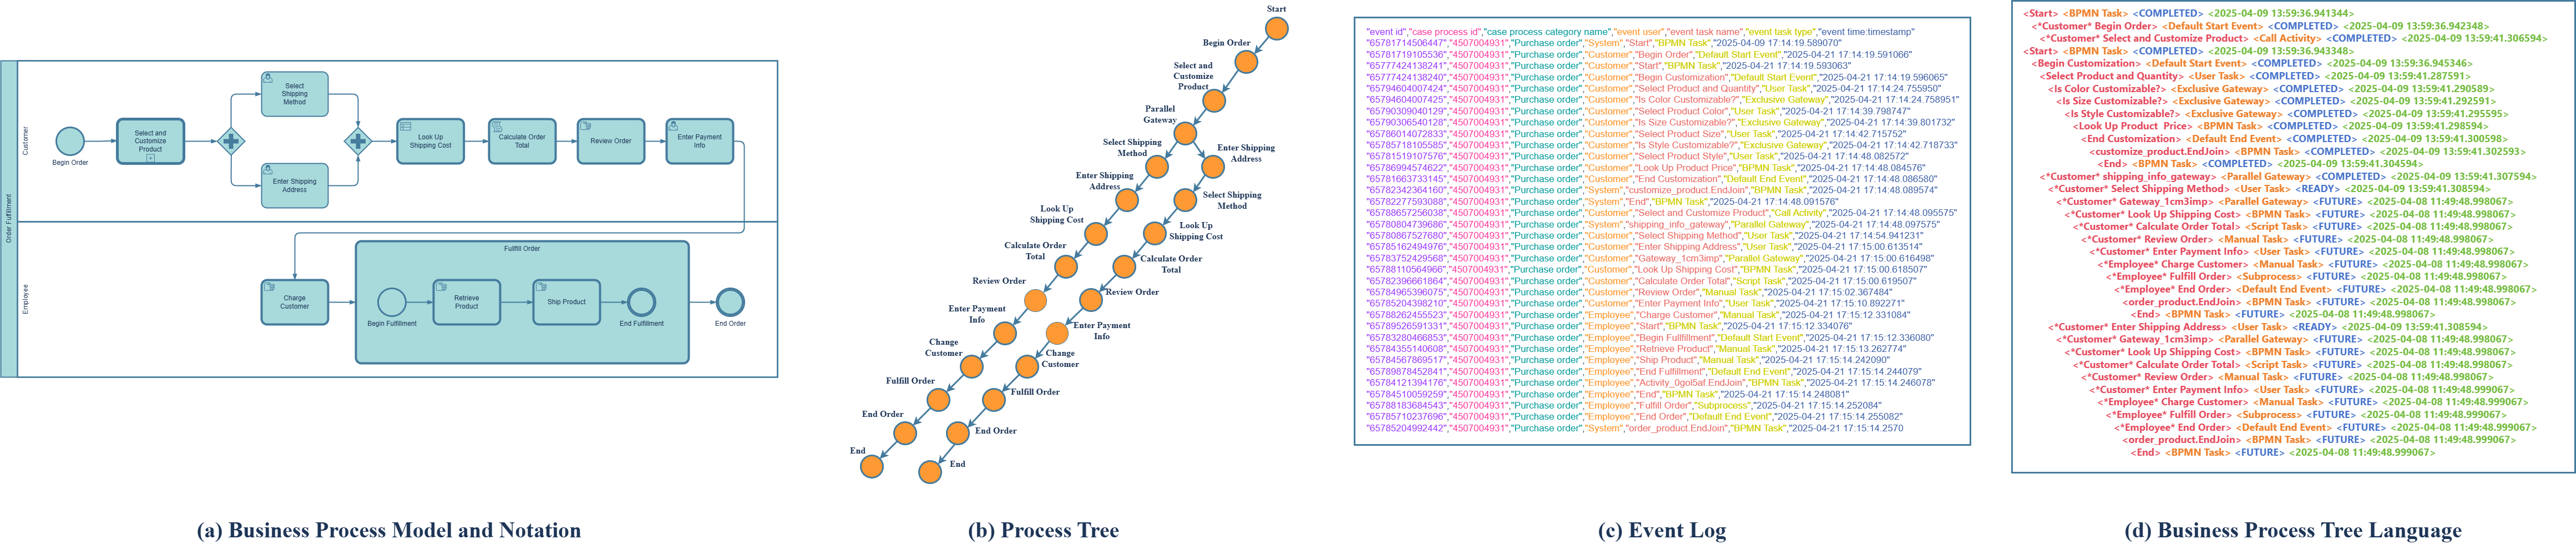 Order Fulfillment
Customer
Employee
Begin Order
Select and
Customize
Product
Select
Shipping
Method
Enter Shipping
Address
Look Up
Shipping Cost
Calculate Order
Total
Review Order
Enter Payment
Info
Charge
Customer
Fullfill Order
Begin Fulfillment
Retrieve
Product
Ship Product
End Fulfillment
End Order
(a) Business Process Model and Notation
Start
Begin Order
Select and
Customize
Product
Parallel
Gateway
Select Shipping
Method
Enter Shipping
Address
Look Up
Shipping Cost
Calculate Order
Total
Review Order
Enter Payment
Info
Change
Customer
Fulfill Order
End Order
End
Enter Shipping
Address
Select Shipping
Method
Look Up
Shipping Cost
Calculate Order
Total
Review Order
Enter Payment
Info
Change
Customer
Fulfill Order
End Order
End
(b) Process Tree
"event id","case process id","case process category name","event user","event task name","event task type","event time:timestamp"
"65781714506447","4507004931","Purchase order","System","Start","BPMN Task","2025-04-09 17:14:19.589070"
"65781719105536","4507004931","Purchase order","Customer","Begin Order","Default Start Event","2025-04-21 17:14:19.591066"
"65777424138241","4507004931","Purchase order","Customer","Start","BPMN Task","2025-04-21 17:14:19.593063"
"65777424138240","4507004931","Purchase order","Customer","Begin Customization","Default Start Event","2025-04-21 17:14:19.596065"
"65794604007424","4507004931","Purchase order","Customer","Select Product and Quantity","User Task","2025-04-21 17:14:24.755950"
"65794604007425","4507004931","Purchase order","Customer","Is Color Customizable?","Exclusive Gateway","2025-04-21 17:14:24.758951"
"65790309040129","4507004931","Purchase order","Customer","Select Product Color","User Task","2025-04-21 17:14:39.798747"
"65790306540128","4507004931","Purchase order","Customer","Is Size Customizable?","Exclusive Gateway","2025-04-21 17:14:39.801732"
"65786014072833","4507004931","Purchase order","Customer","Select Product Size","User Task","2025-04-21 17:14:42.715752"
"65785718105585","4507004931","Purchase order","Customer","Is Style Customizable?","Exclusive Gateway","2025-04-21 17:14:42.718733"
"65781519107576","4507004931","Purchase order","Customer","Select Product Style","User Task","2025-04-21 17:14:48.082572"
"65786994574622","4507004931","Purchase order","Customer","Look Up Product Price","BPMN Task","2025-04-21 17:14:48.084576"
"65781663733145","4507004931","Purchase order","Customer","End Customization","Default End Event","2025-04-21 17:14:48.086580"
"65782342364160","4507004931","Purchase order","System","customize_product.EndJoin","BPMN Task","2025-04-21 17:14:48.089574"
"65782277593088","4507004931","Purchase order","System","End","BPMN Task","2025-04-21 17:14:48.091576"
"65788657256038","4507004931","Purchase order","Customer","Select and Customize Product","Call Activity","2025-04-21 17:14:48.095575"
"65780804739686","4507004931","Purchase order","System","shipping_info_gateway","Parallel Gateway","2025-04-21 17:14:48.097575"
"65780867527680","4507004931","Purchase order","Customer","Select Shipping Method","User Task","2025-04-21 17:14:54.941231"
"65785162494976","4507004931","Purchase order","Customer","Enter Shipping Address","User Task","2025-04-21 17:15:00.613514"
"65783752429568","4507004931","Purchase order","Customer","Gateway_1cm3imp","Parallel Gateway","2025-04-21 17:15:00.616498"
"65788110564966","4507004931","Purchase order","Customer","Look Up Shipping Cost","BPMN Task","2025-04-21 17:15:00.618507"
"65782396661864","4507004931","Purchase order","Customer","Calculate Order Total","Script Task","2025-04-21 17:15:00.619507"
"65784965396075","4507004931","Purchase order","Customer","Review Order","Manual Task","2025-04-21 17:15:02.367484"
"65785204398210","4507004931","Purchase order","Customer","Enter Payment Info","User Task","2025-04-21 17:15:10.892271"
"65788262455523","4507004931","Purchase order","Employee","Charge Customer","Manual Task","2025-04-21 17:15:12.331084"
"65789526591331","4507004931","Purchase order","Employee","Start","BPMN Task","2025-04-21 17:15:12.334076"
"65783280466853","4507004931","Purchase order","Employee","Begin Fullfillment","Default Start Event","2025-04-21 17:15:12.336080"
"65784355140608","4507004931","Purchase order","Employee","Retrieve Product","Manual Task","2025-04-21 17:15:13.262774"
"65784567869517","4507004931","Purchase order","Employee","Ship Product","Manual Task","2025-04-21 17:15:14.242090"
"65789878452841","4507004931","Purchase order","Employee","End Fulfillment","Default End Event","2025-04-21 17:15:14.244079"
"65784121394176","4507004931","Purchase order","Employee","Activity_0gol5af.EndJoin","BPMN Task","2025-04-21 17:15:14.246078"
"65784510059259","4507004931","Purchase order","Employee","End","BPMN Task","2025-04-21 17:15:14.248081"
"65788183684543","4507004931","Purchase order","Employee","Fulfill Order","Subprocess","2025-04-21 17:15:14.252084"
"65785710237696","4507004931","Purchase order","Employee","End Order","Default End Event","2025-04-21 17:15:14.255082"
"65785204992442","4507004931","Purchase order","System","order_product.EndJoin","BPMN Task","2025-04-21 17:15:14.2570
(c) Event Log
<Start> <BPMN Task> <COMPLETED> <2025-04-09 13:59:36.941344>
<*Customer* Begin Order> <Default Start Event> <COMPLETED> <2025-04-09 13:59:36.942348>
<*Customer* Select and Customize Product> <Call Activity> <COMPLETED> <2025-04-09 13:59:41.306594>
<Start> <BPMN Task> <COMPLETED> <2025-04-09 13:59:36.943348>
<Begin Customization> <Default Start Event> <COMPLETED> <2025-04-09 13:59:36.945346>
<Select Product and Quantity> <User Task> <COMPLETED> <2025-04-09 13:59:41.287591>
<Is Color Customizable?> <Exclusive Gateway> <COMPLETED> <2025-04-09 13:59:41.290589>
<Is Size Customizable?> <Exclusive Gateway> <COMPLETED> <2025-04-09 13:59:41.292591>
<Is Style Customizable?> <Exclusive Gateway> <COMPLETED> <2025-04-09 13:59:41.295595>
<Look Up Product  Price> <BPMN Task> <COMPLETED> <2025-04-09 13:59:41.298594>
<End Customization> <Default End Event> <COMPLETED> <2025-04-09 13:59:41.300598>
<customize_product.EndJoin> <BPMN Task> <COMPLETED> <2025-04-09 13:59:41.302593>
<End> <BPMN Task> <COMPLETED> <2025-04-09 13:59:41.304594>
<*Customer* shipping_info_gateway> <Parallel Gateway> <COMPLETED> <2025-04-09 13:59:41.307594>
<*Customer* Select Shipping Method> <User Task> <READY> <2025-04-09 13:59:41.308594>
<*Customer* Gateway_1cm3imp> <Parallel Gateway> <FUTURE> <2025-04-08 11:49:48.998067>
<*Customer* Look Up Shipping Cost> <BPMN Task> <FUTURE> <2025-04-08 11:49:48.998067>
<*Customer* Calculate Order Total> <Script Task> <FUTURE> <2025-04-08 11:49:48.998067>
<*Customer* Review Order> <Manual Task> <FUTURE> <2025-04-08 11:49:48.998067>
<*Customer* Enter Payment Info> <User Task> <FUTURE> <2025-04-08 11:49:48.998067>
<*Employee* Charge Customer> <Manual Task> <FUTURE> <2025-04-08 11:49:48.998067>
<*Employee* Fulfill Order> <Subprocess> <FUTURE> <2025-04-08 11:49:48.998067>
<*Employee* End Order> <Default End Event> <FUTURE> <2025-04-08 11:49:48.998067>
<order_product.EndJoin> <BPMN Task> <FUTURE> <2025-04-08 11:49:48.998067>
<End> <BPMN Task> <FUTURE> <2025-04-08 11:49:48.998067>
<*Customer* Enter Shipping Address> <User Task> <READY> <2025-04-09 13:59:41.308594>
<*Customer* Gateway_1cm3imp> <Parallel Gateway> <FUTURE> <2025-04-08 11:49:48.998067>
<*Customer* Look Up Shipping Cost> <BPMN Task> <FUTURE> <2025-04-08 11:49:48.998067>
<*Customer* Calculate Order Total> <Script Task> <FUTURE> <2025-04-08 11:49:48.998067>
<*Customer* Review Order> <Manual Task> <FUTURE> <2025-04-08 11:49:48.998067>
<*Customer* Enter Payment Info> <User Task> <FUTURE> <2025-04-08 11:49:48.998067>
<*Employee* Charge Customer> <Manual Task> <FUTURE> <2025-04-08 11:49:48.999067>
<*Employee* Fulfill Order> <Subprocess> <FUTURE> <2025-04-08 11:49:48.999067>
<*Employee* End Order> <Default End Event> <FUTURE> <2025-04-08 11:49:48.999067>
<order_product.EndJoin> <BPMN Task> <FUTURE> <2025-04-08 11:49:48.999067>
<End> <BPMN Task> <FUTURE> <2025-04-08 11:49:48.999067>
(d) Business Process Tree Language